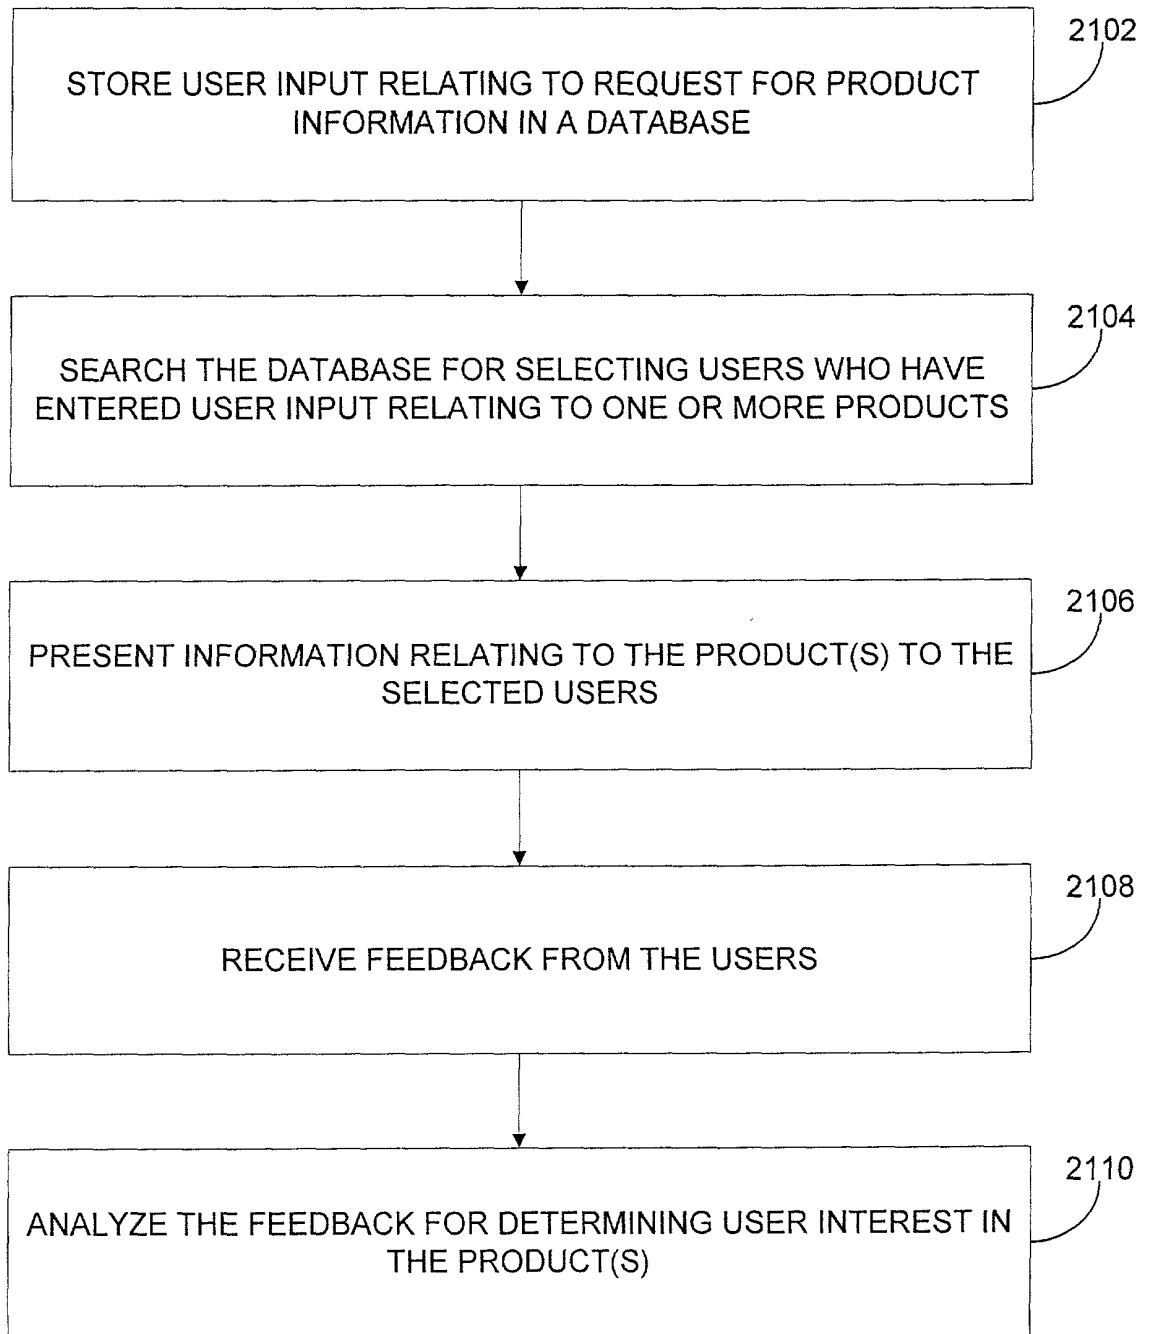 2102
STORE USER INPUT RELATING TO REQUEST FOR PRODUCT
INFORMATION IN A DATABASE
2104
SEARCH THE DATABASE FOR SELECTING USERS WHO HAVE
ENTERED USER INPUT RELATING TO ONE OR MORE PRODUCTS
2106
PRESENT INFORMATION RELATING TO THE PRODUCT(S) TO THE
SELECTED USERS
2108
RECEIVE FEEDBACK FROM THE USERS
2110
ANALYZE THE FEEDBACK FOR DETERMINING USER INTEREST IN
THE PRODUCT(S)